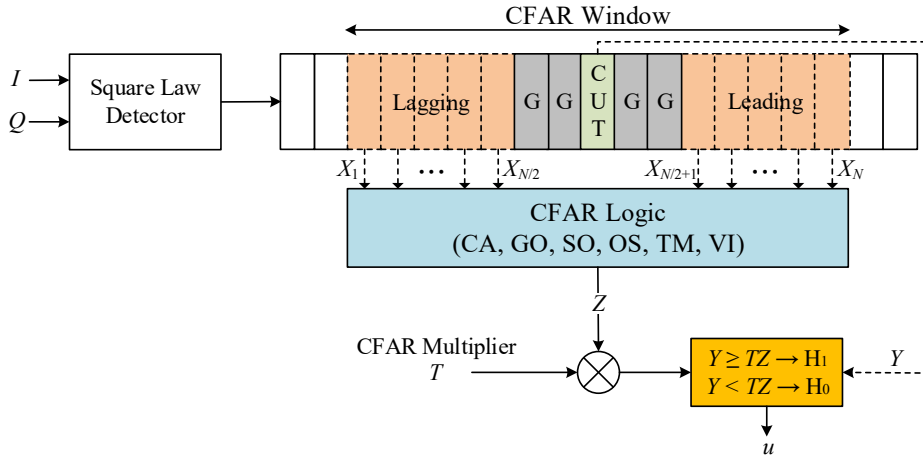 CFAR Window
I
Q
Square Law
Detector
Lagging
G
G
C
U
T
G
G
Leading
X1
...
XN/2
XN/2+1
...
XN
CFAR Logic
(CA, GO, SO, OS, TM, VI)
Z
CFAR Multiplier
T
Y ≥ TZ → H1
Y < TZ → H0
Y
u